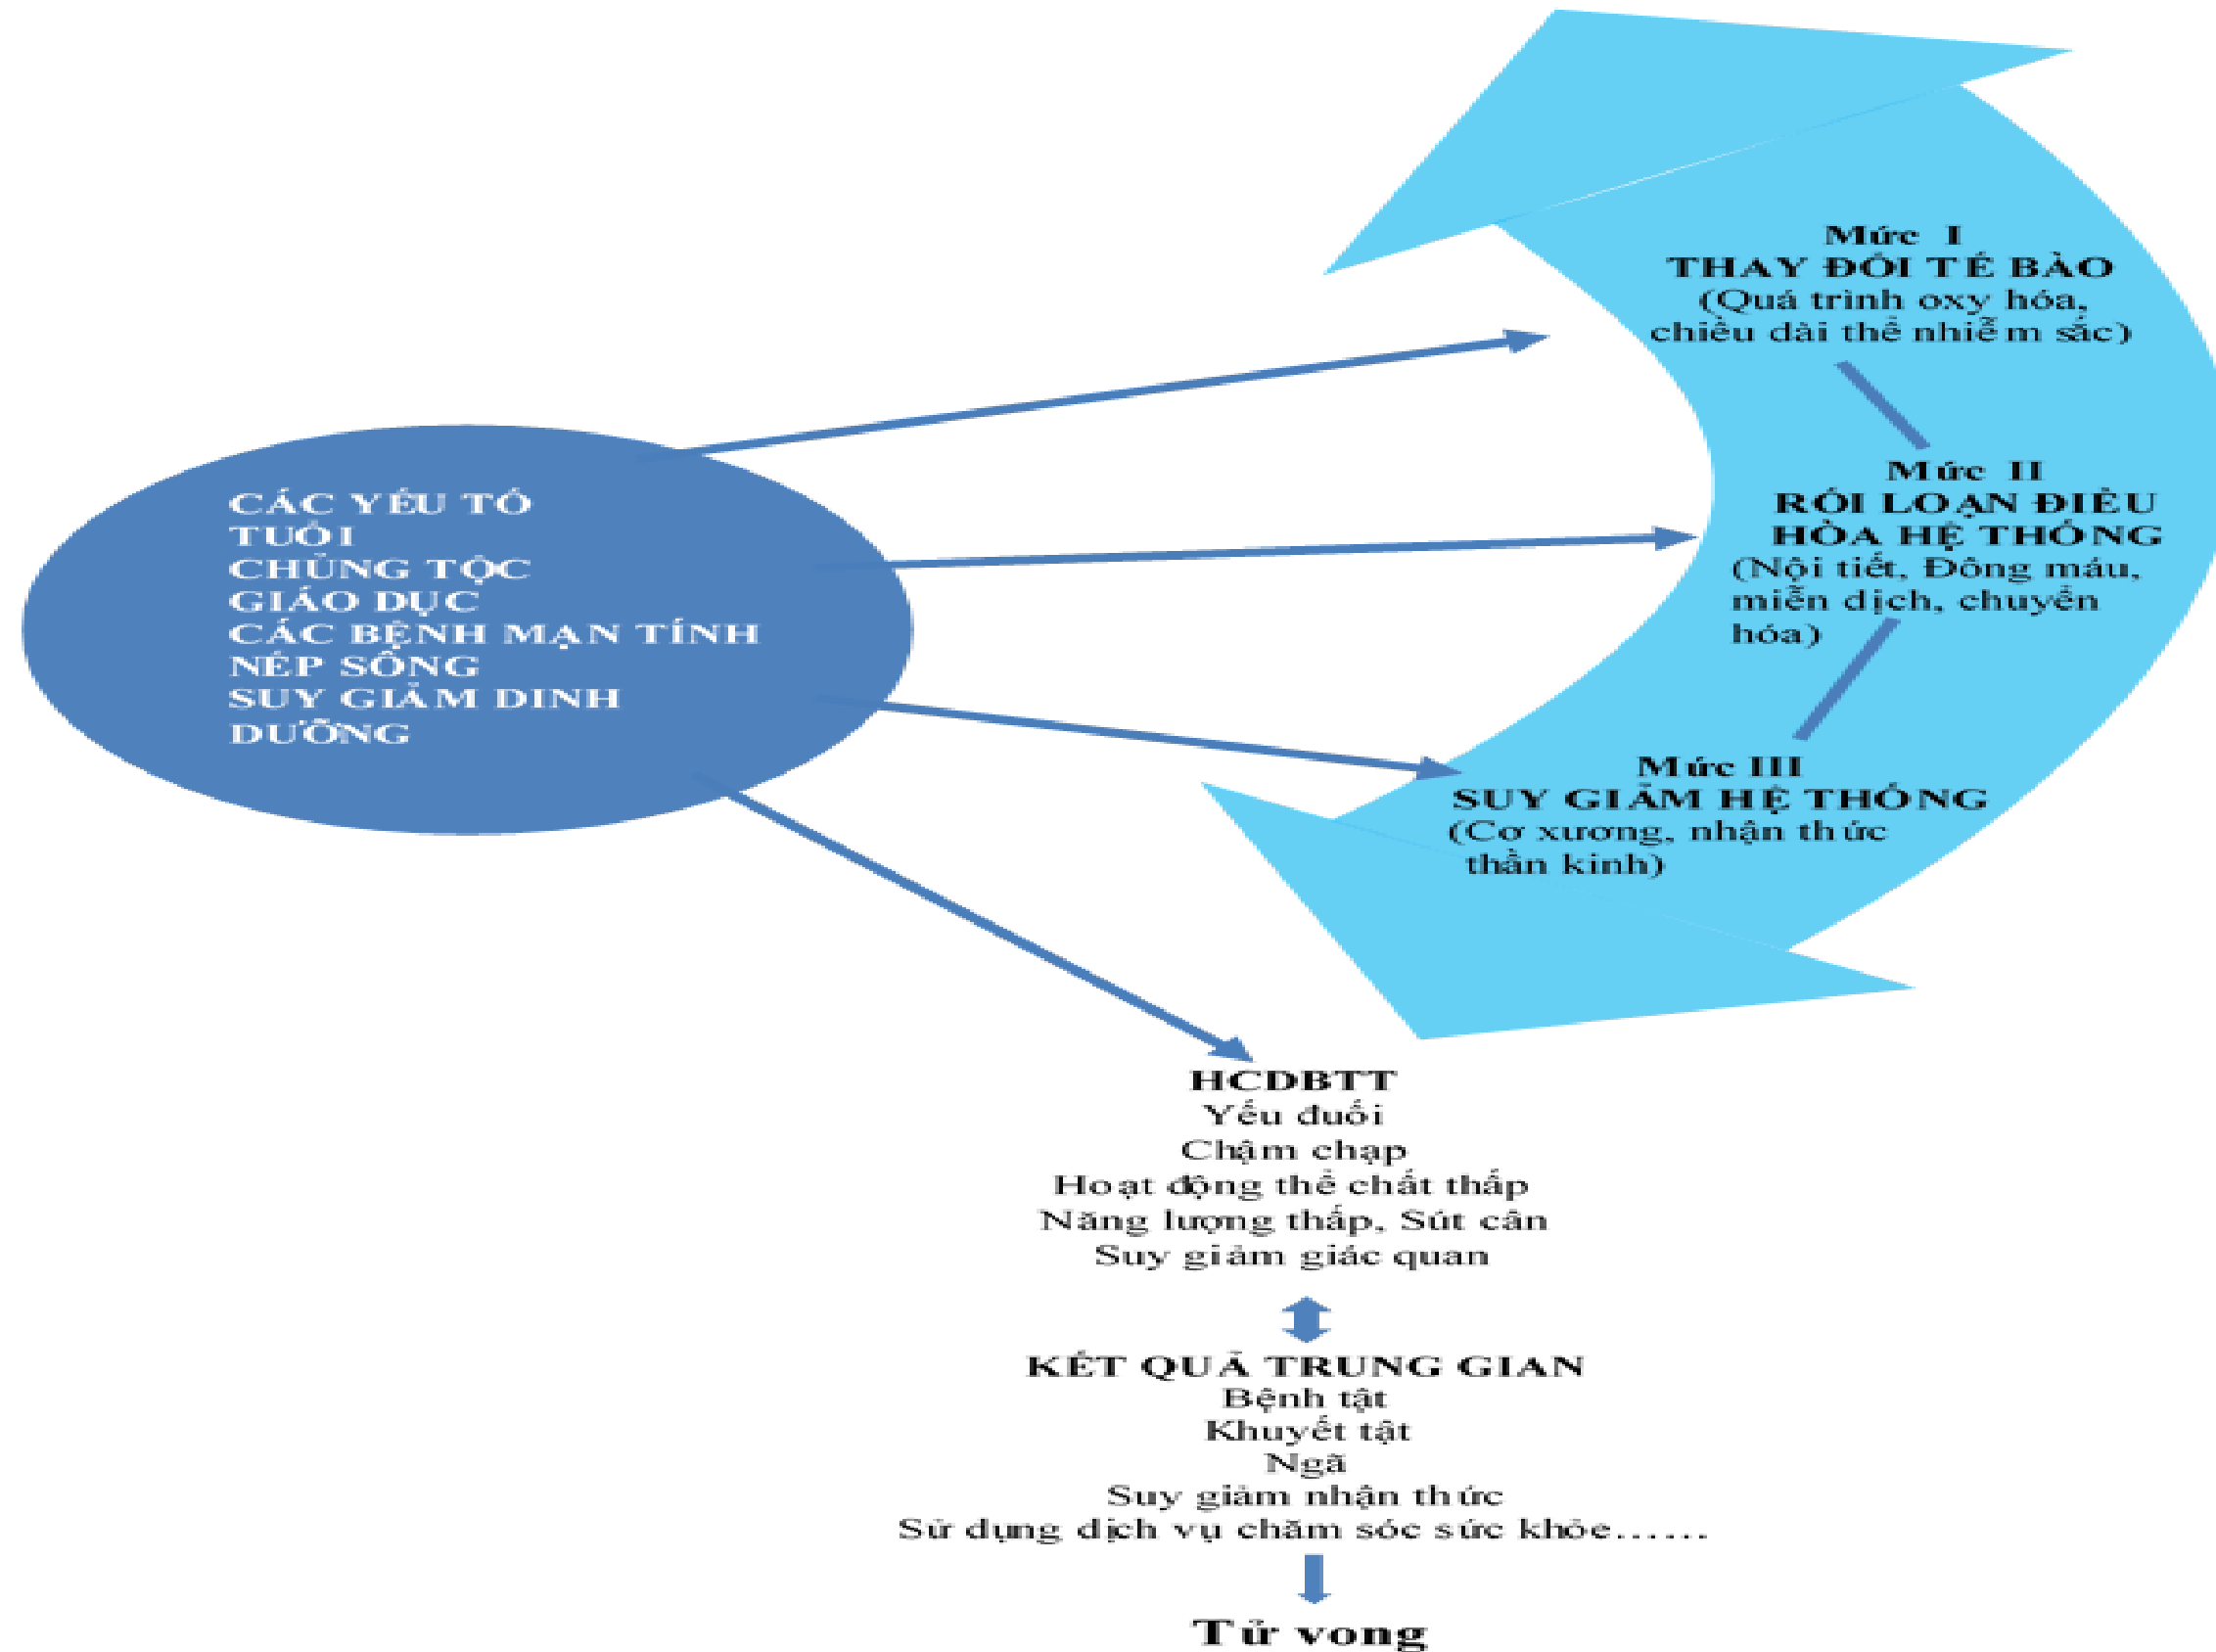 CÁC YẾU TỐ
TUỔI
CHỦNG TỘC
GIÁO DỤC
CÁC BỆNH MẠN TÍNH
NẾP SỐNG
SUY GIẢM DINH
DƯỠNG
Mức I
THAY ĐỔI TẾ BÀO
(Quá trình oxy hóa,
chiều dài thể nhiễm sắc)
Mức II
RỐI LOẠN ĐIỀU
HÒA HỆ THỐNG
(Nội tiết, Đông máu,
miễn dịch, chuyển
hóa)
Mức III
SUY GIẢM HỆ THỐNG
(Cơ xương, nhận thức
thần kinh)
HCDBTT
Yếu đuối
Chậm chạp
Hoạt động thể chất thấp
Năng lượng thấp, Sút cân
Suy giảm giác quan
KẾT QUẢ TRUNG GIAN
Bệnh tật
Khuyết tật
Ngã
Suy giảm nhận thức
Sử dụng dịch vụ chăm sóc sức khỏe......
Tử vong